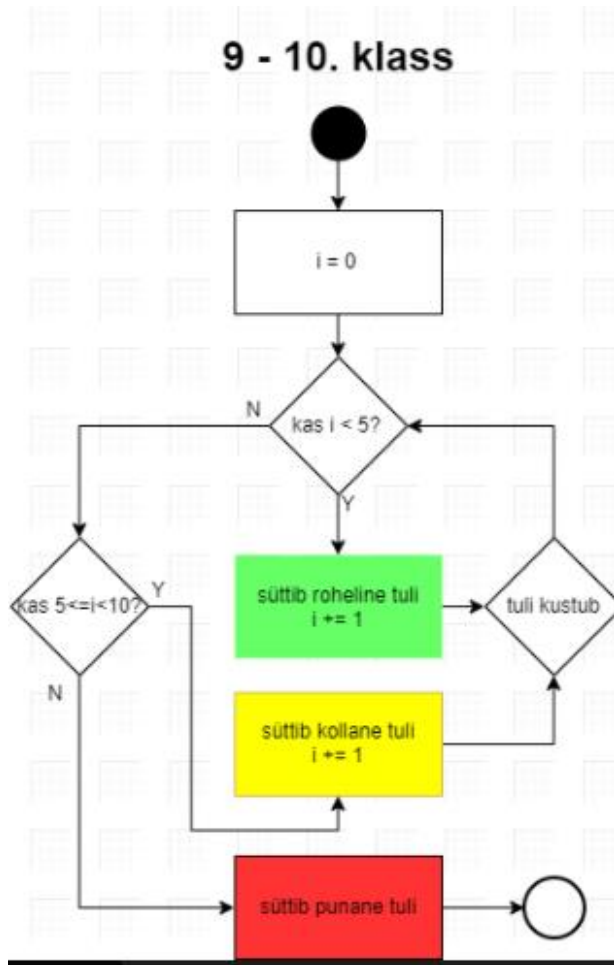 9 - 10. klass
i = 0
kas i < 5?
N
Y
kas 5<=i<10?
Y
N
süttib roheline tuli
i += 1
tuli kustub
süttib kollane tuli
i += 1
süttib punane tuli